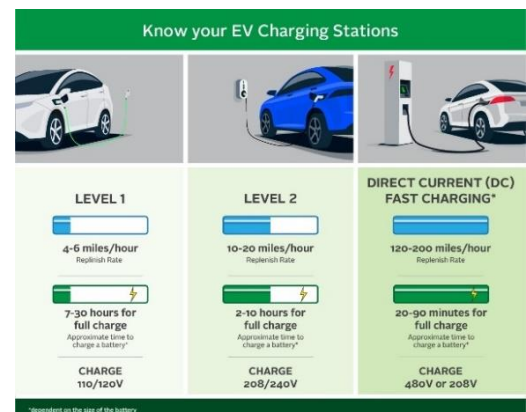 Know your EV Charging Stations
LEVEL 1
4-6 miles/hour
Replinish Rate
7-30 hours for
full charge
Approximate time to
charge a battery*
CHARGE
110/120V
LEVEL 2
10-20 miles/hour
Replenish Rate
2-10 hours for
full charge
Approximate time to
charge a battery*
CHARGE
208/240V
DIRECT CURRENT (DC)
FAST CHARGING*
120-200 miles/hour
Replenish Rate
20-90 minutes for
full charge
Approximate time to
charge a battery*
CHARGE
480V or 208V
*dependent on the size of the battery